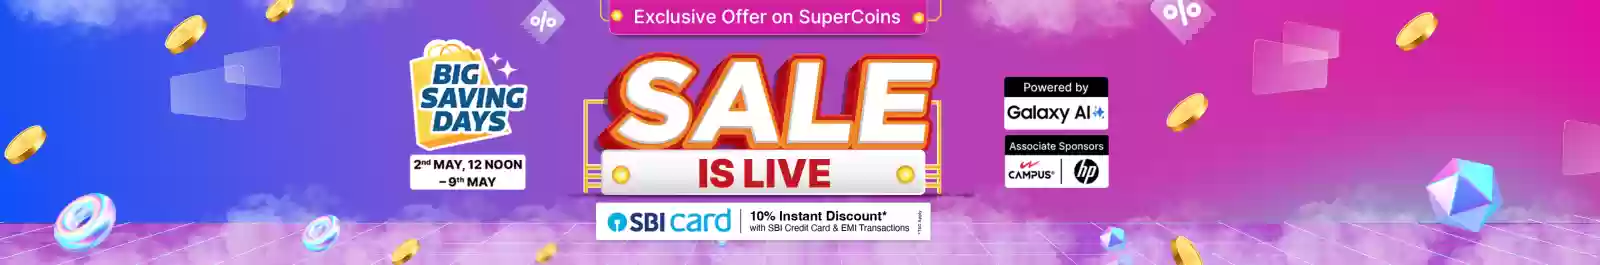 Exclusive Offer on SuperCoins
BIG
SAVING
DAYS
2nd MAY, 12 NOON
– 9th MAY
SALE
IS LIVE
SBI card
10% Instant Discount*
with SBI Credit Card & EMI Transactions
*T&C Apply
Powered by
Galaxy AI
Associate Sponsors
CAMPUS
hp